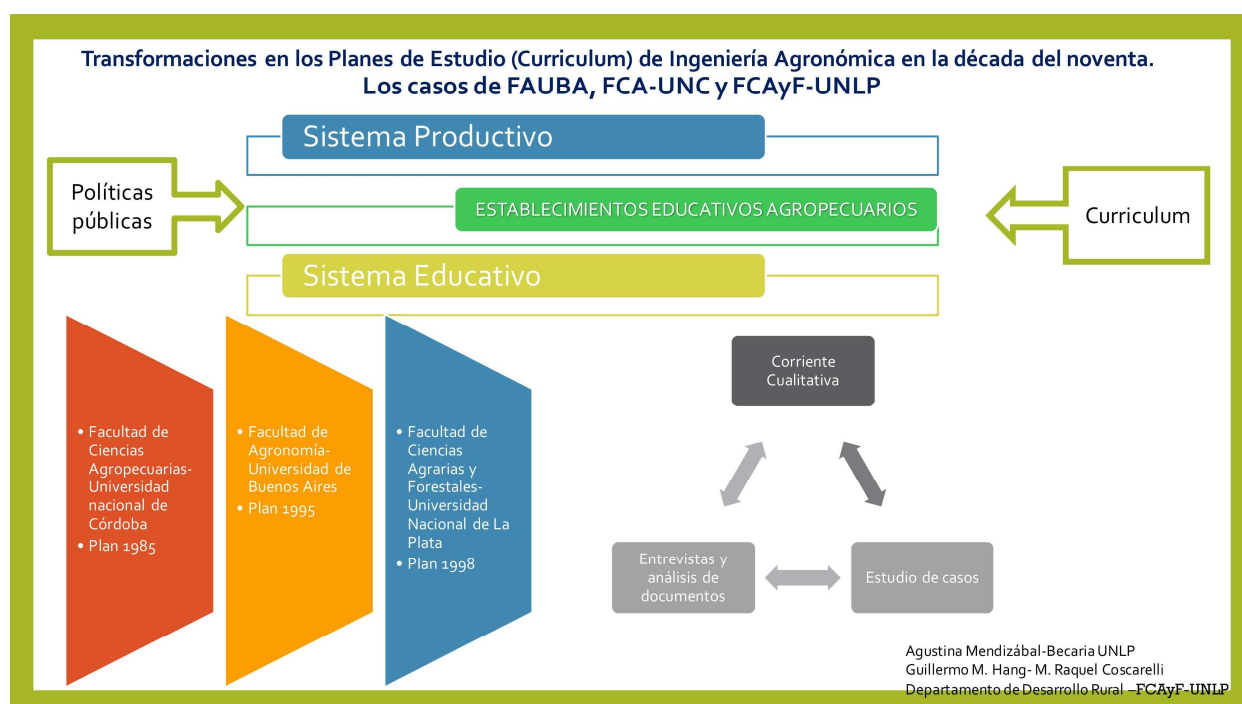 Transformaciones en los Planes de Estudio (Curriculum) de Ingeniería Agronómica en la década del noventa.
Los casos de FAUBA, FCA-UNC y FCAyF-UNLP
Sistema Productivo
Políticas
públicas
ESTABLECIMIENTOS EDUCATIVOS AGROPECUARIOS
Curriculum
Sistema Educativo
• Facultad de
Ciencias
Agropecuarias-
Universidad
nacional de
Córdoba
• Plan 1985
• Facultad de
Agronomía-
Universidad de
Buenos Aires
• Plan 1995
• Facultad de
Ciencias
Agrarias y
Forestales-
Universidad
Nacional de La
Plata
• Plan 1998
Corriente
Cualitativa
Entrevistas y
análisis de
documentos
Estudio de casos
Agustina Mendizábal-Becaria UNLP
Guillermo M. Hang- M. Raquel Coscarelli
Departamento de Desarrollo Rural –FCAyF-UNLP